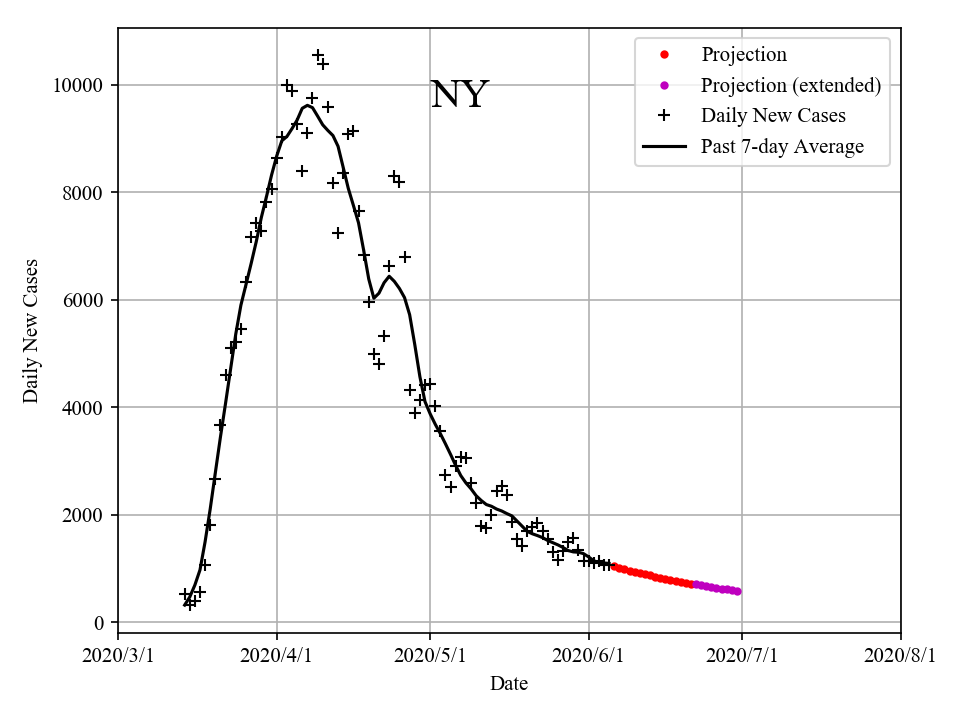 NY
Projection
Projection (extended)
Daily New Cases
Past 7-day Average
10000
8000
6000
4000
2000
0
Daily New Cases
2020/3/1 2020/4/1 2020/5/1 2020/6/1 2020/7/1 2020/8/1
Date